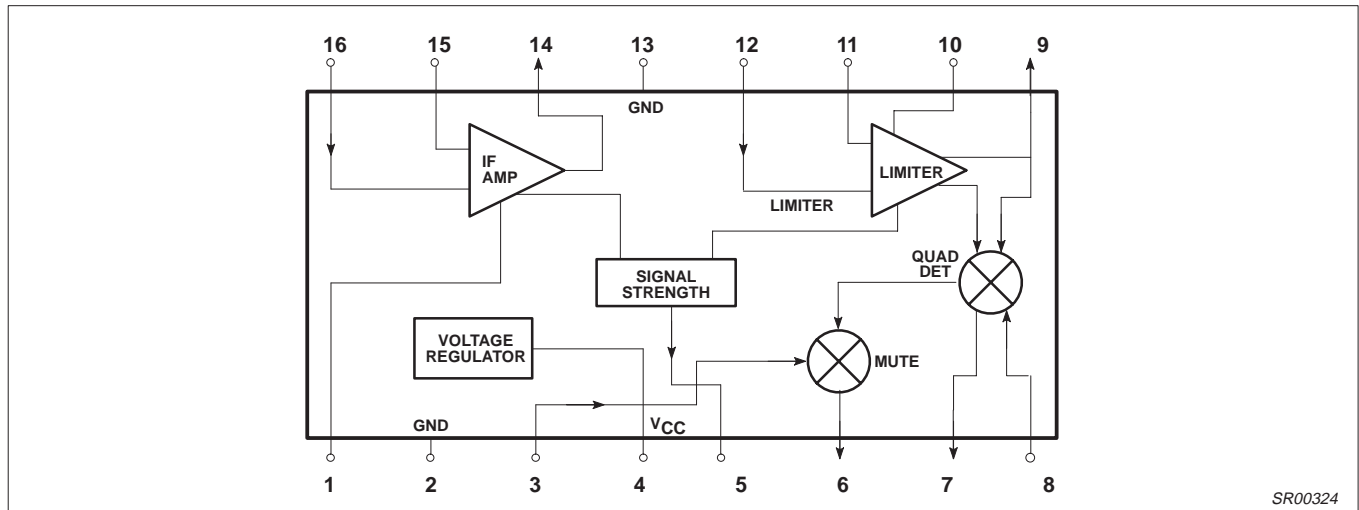 16 15 14 13 12 11 10 9
GND
IF
AMP
LIMITER
LIMITER
QUAD
DET
SIGNAL
STRENGTH
VOLTAGE
REGULATOR
MUTE
GND
VCC
1 2 3 4 5 6 7 8
SR00324